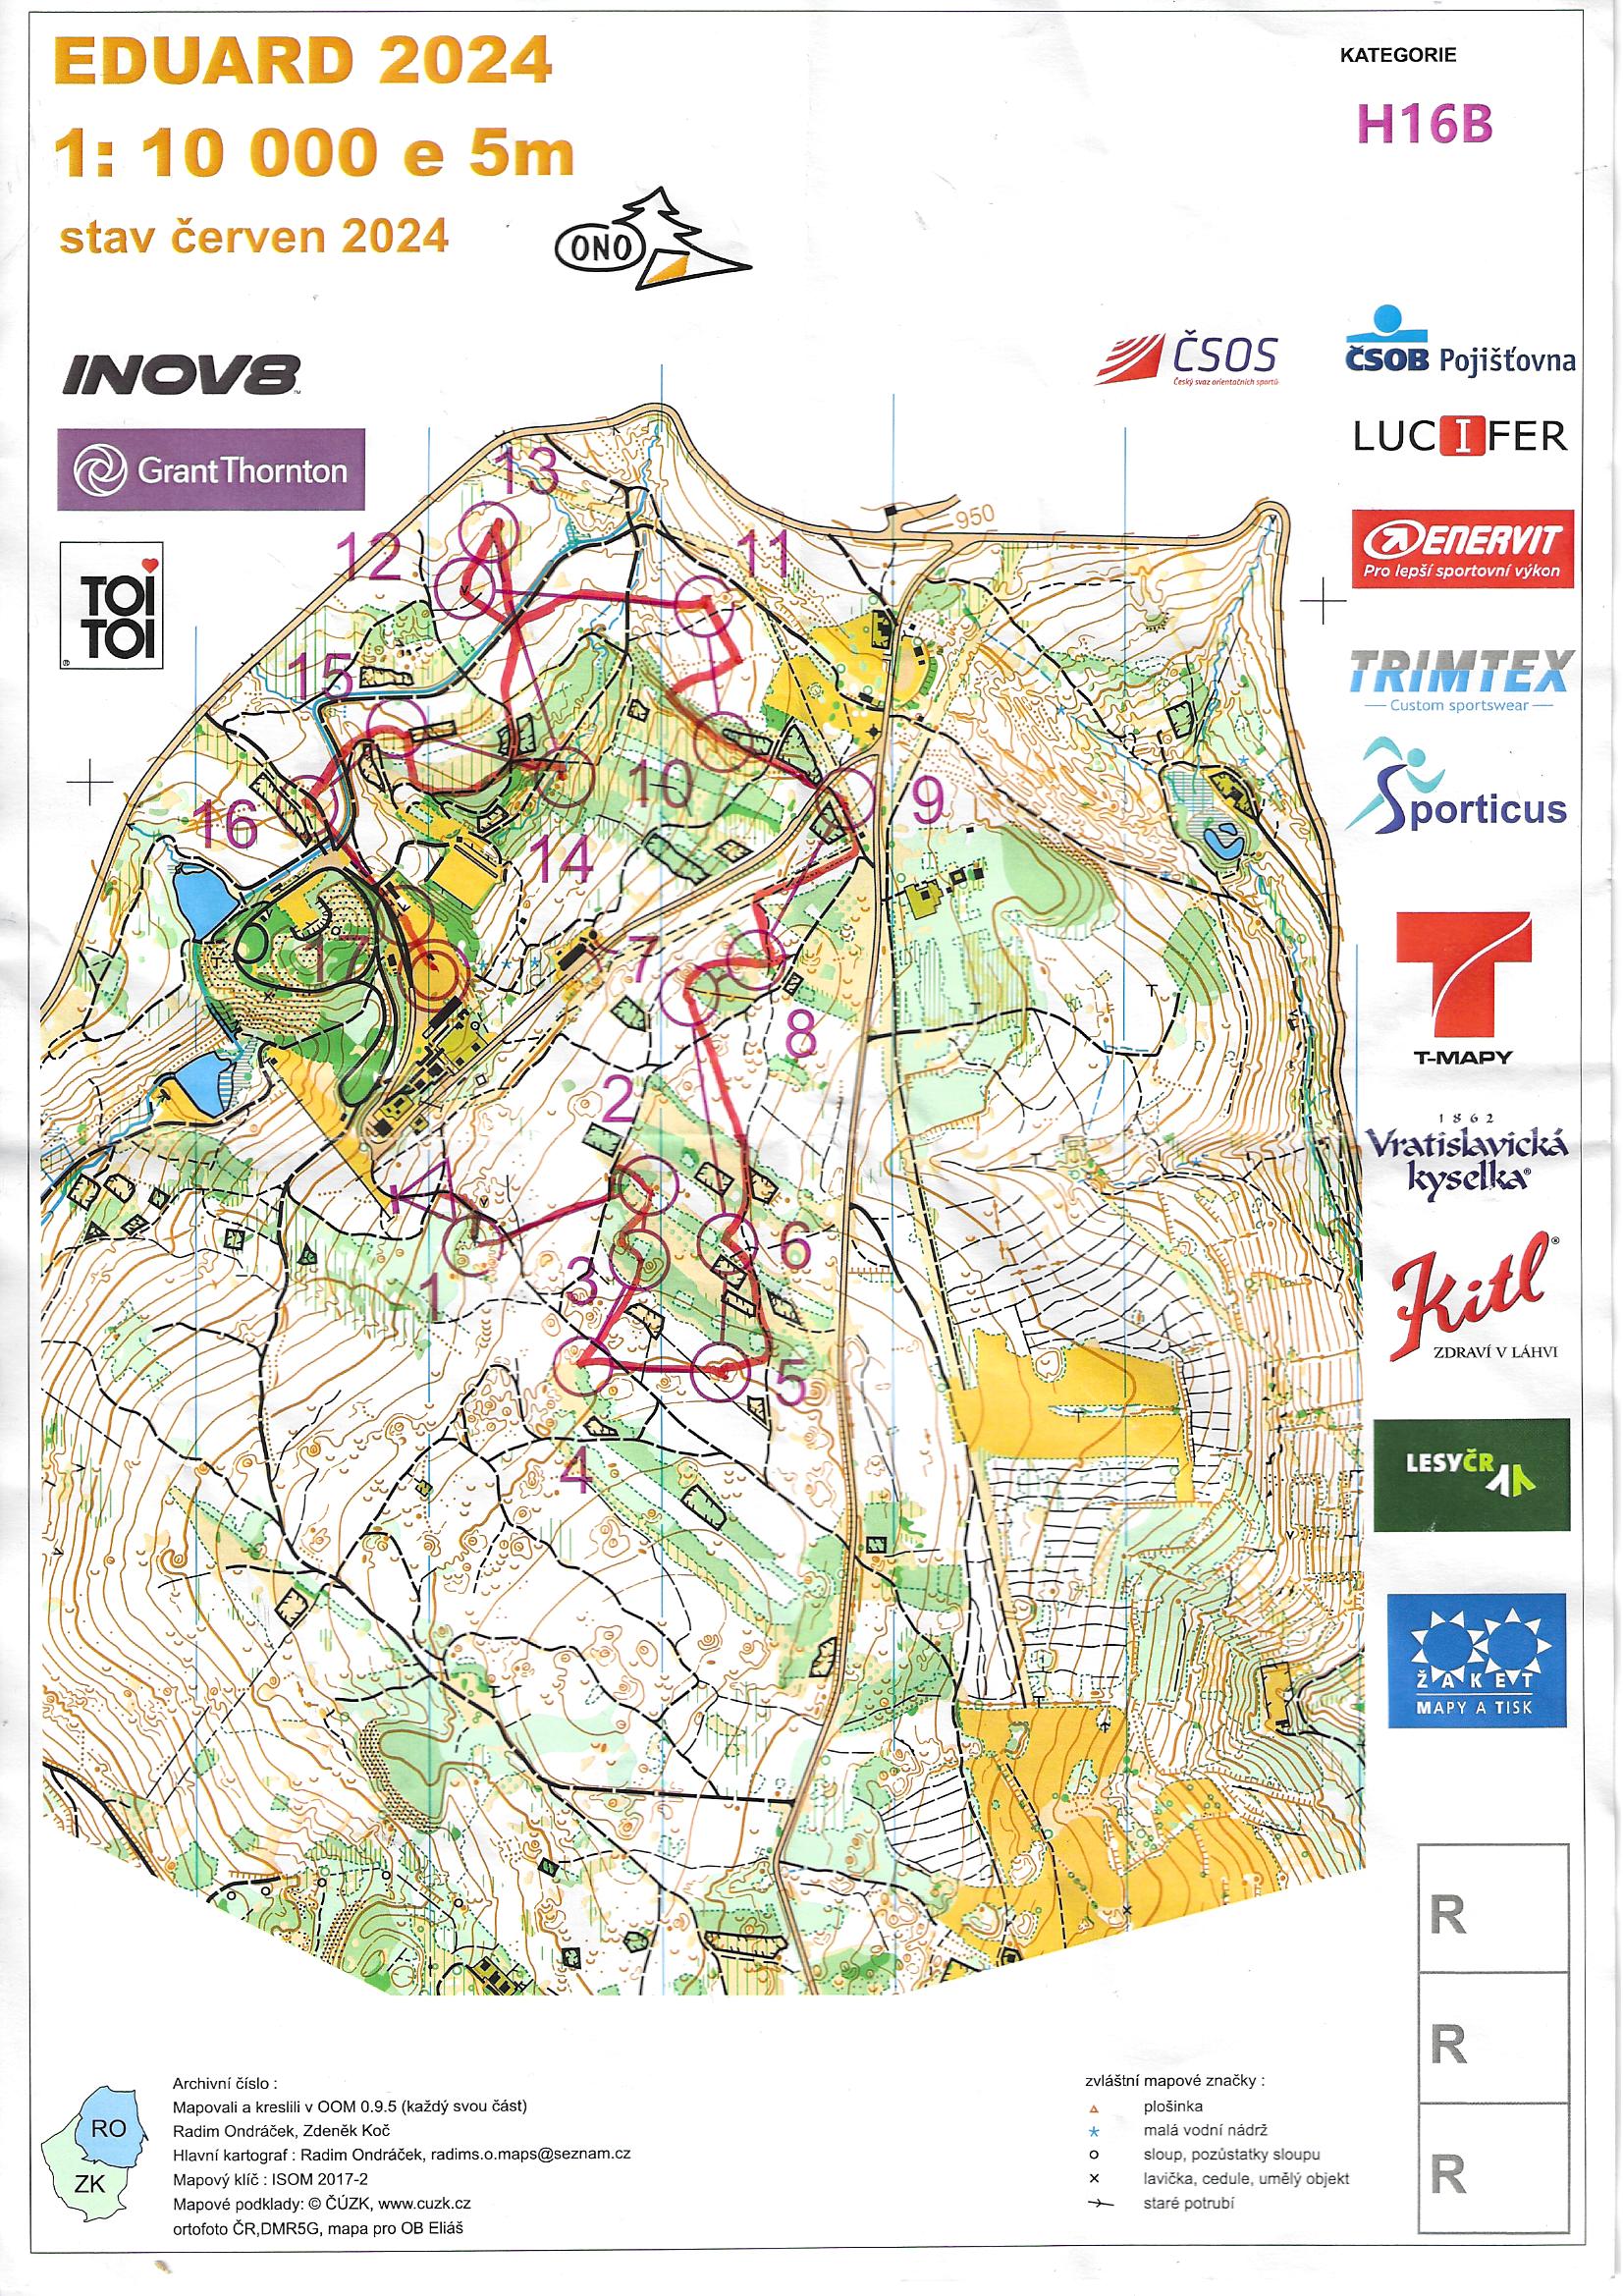 EDUARD 2024
1: 10 000 e 5m
stav červen 2024
ONO
KATEGORIE
H16B
INOV8
Grant Thornton
TOI
TOI
ČSOS
Český svaz orientačních sportů
ČSOB Pojišťovna
LUCIFER
ENERVIT
Pro lepší sportovní výkon
TRIMTEX
Custom sportswear
Sporticus
T-MAPY
1862
Vratislavická
kyselka
Kitl
ZDRAVÍ V LÁHVI
LESY ČR
ŽAKET
MAPY A TISK
R
R
R
950
13
12
11
15
10
9
16
14
17
7
8
2
6
1
3
5
4
RO
ZK
Archivní číslo :
Mapovali a kreslili v OOM 0.9.5 (každý svou část)
Radim Ondráček, Zdeněk Koč
Hlavní kartograf : Radim Ondráček, radims.o.maps@seznam.cz
Mapový klíč : ISOM 2017-2
Mapové podklady: © ČÚZK, www.cuzk.cz
ortofoto ČR,DMR5G, mapa pro OB Eliáš
zvláštní mapové značky :
plošinka
malá vodní nádrž
sloup, pozůstatky sloupu
lavička, cedule, umělý objekt
staré potrubí